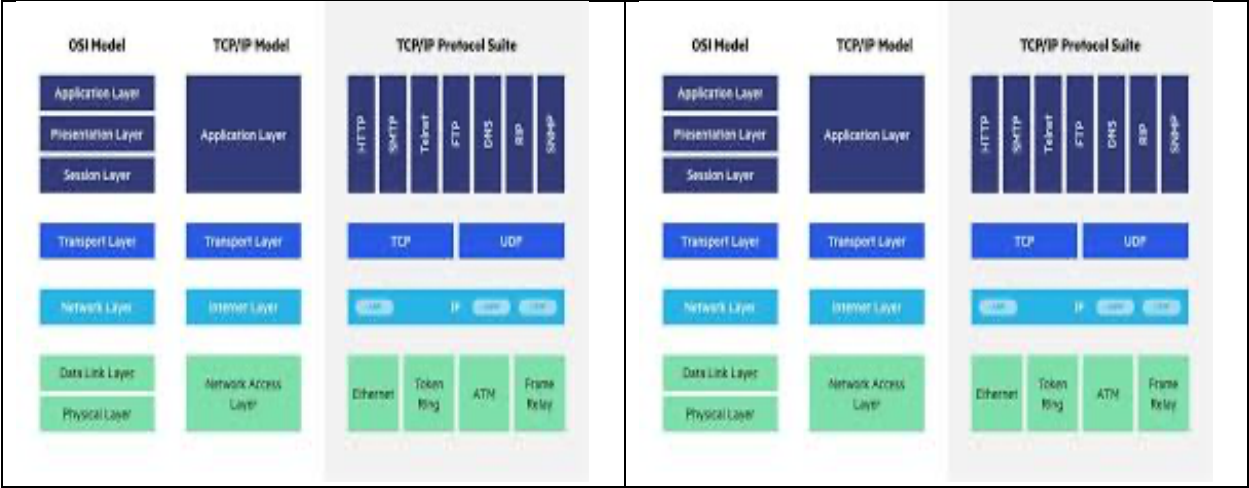 OSI Model
TCP/IP Model
TCP/IP Protocol Suite
Application Layer
Presentation Layer
Session Layer
Application Layer
HTTP
SMTP
Telnet
FTP
DNS
RIP
SNMP
Transport Layer
Transport Layer
TCP
UDP
Network Layer
Internet Layer
IP
Data Link Layer
Physical Layer
Network Access
Layer
Ethernet
Token
Ring
ATM
Frame
Relay
OSI Model
TCP/IP Model
TCP/IP Protocol Suite
Application Layer
Presentation Layer
Session Layer
Application Layer
HTTP
SMTP
Telnet
FTP
DNS
RIP
SNMP
Transport Layer
Transport Layer
TCP
UDP
Network Layer
Internet Layer
IP
Data Link Layer
Physical Layer
Network Access
Layer
Ethernet
Token
Ring
ATM
Frame
Relay